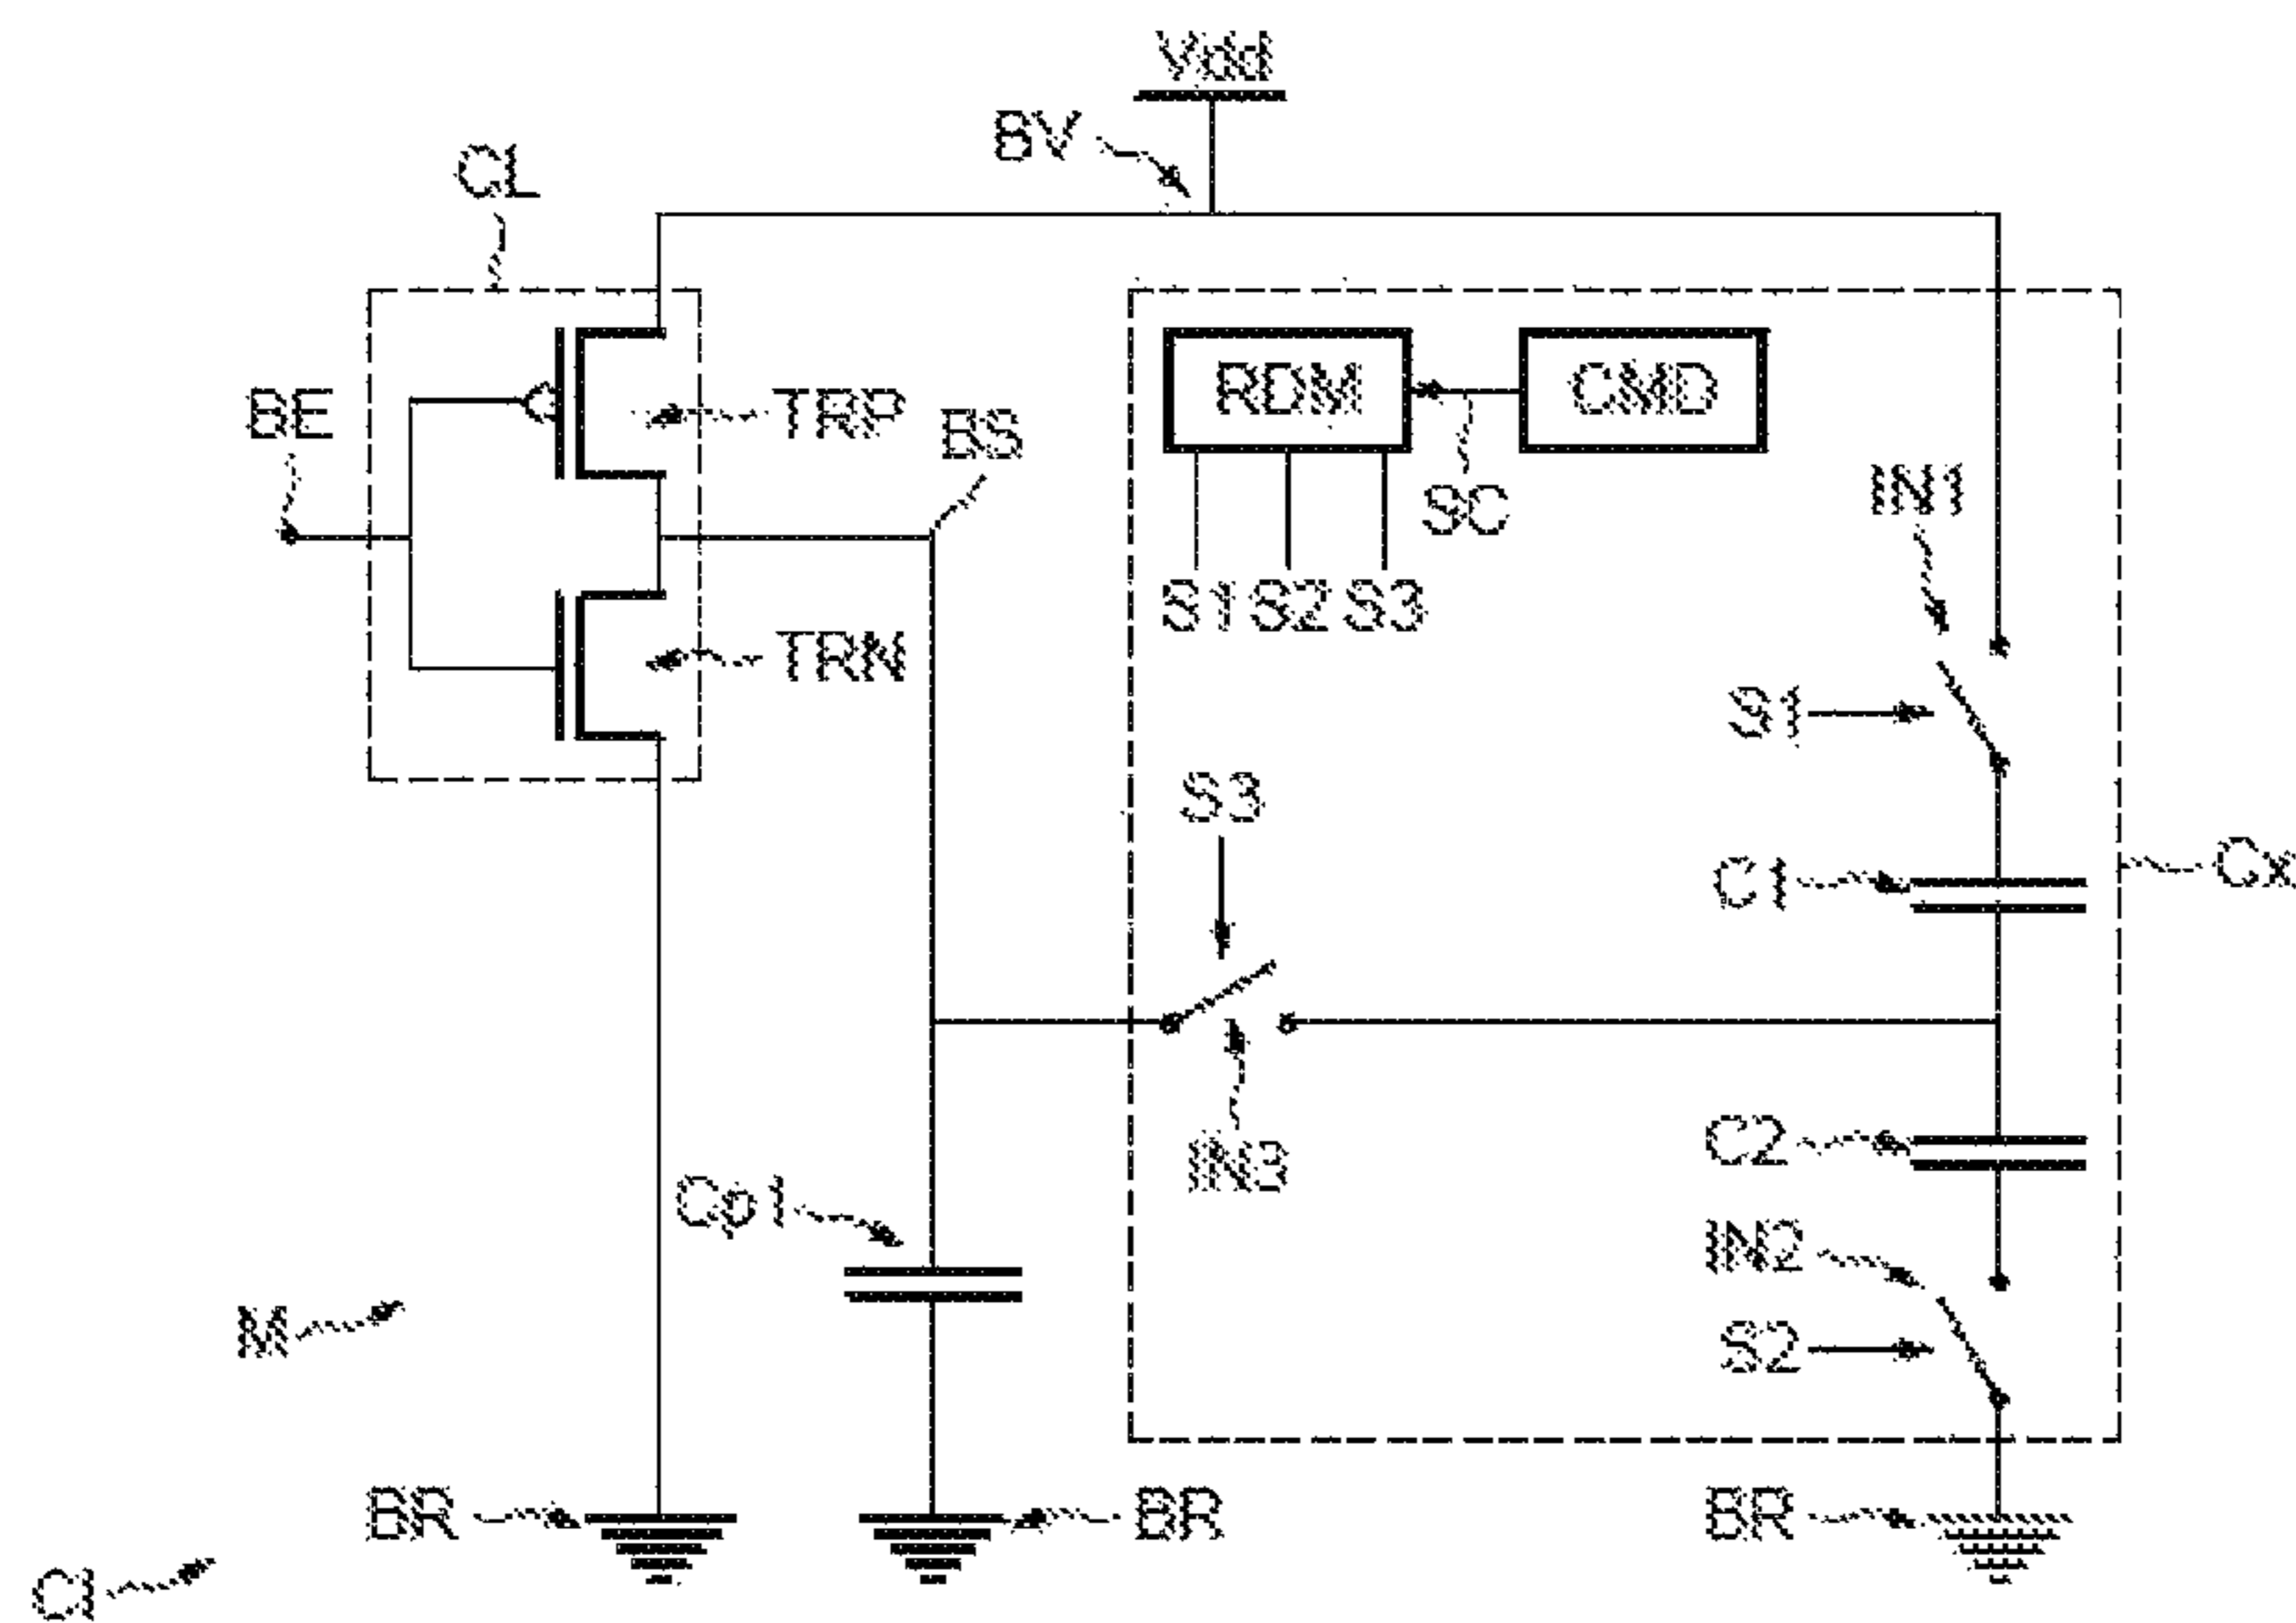 Vdd
BV
CL
RDM
CMD
BE
TRP
BS
IN1
SC
S1 S2 S3
TRN
S1
S3
C1
Cx
C2
IN3
Cp1
IN2
M
S2
BR
BR
BR
CI